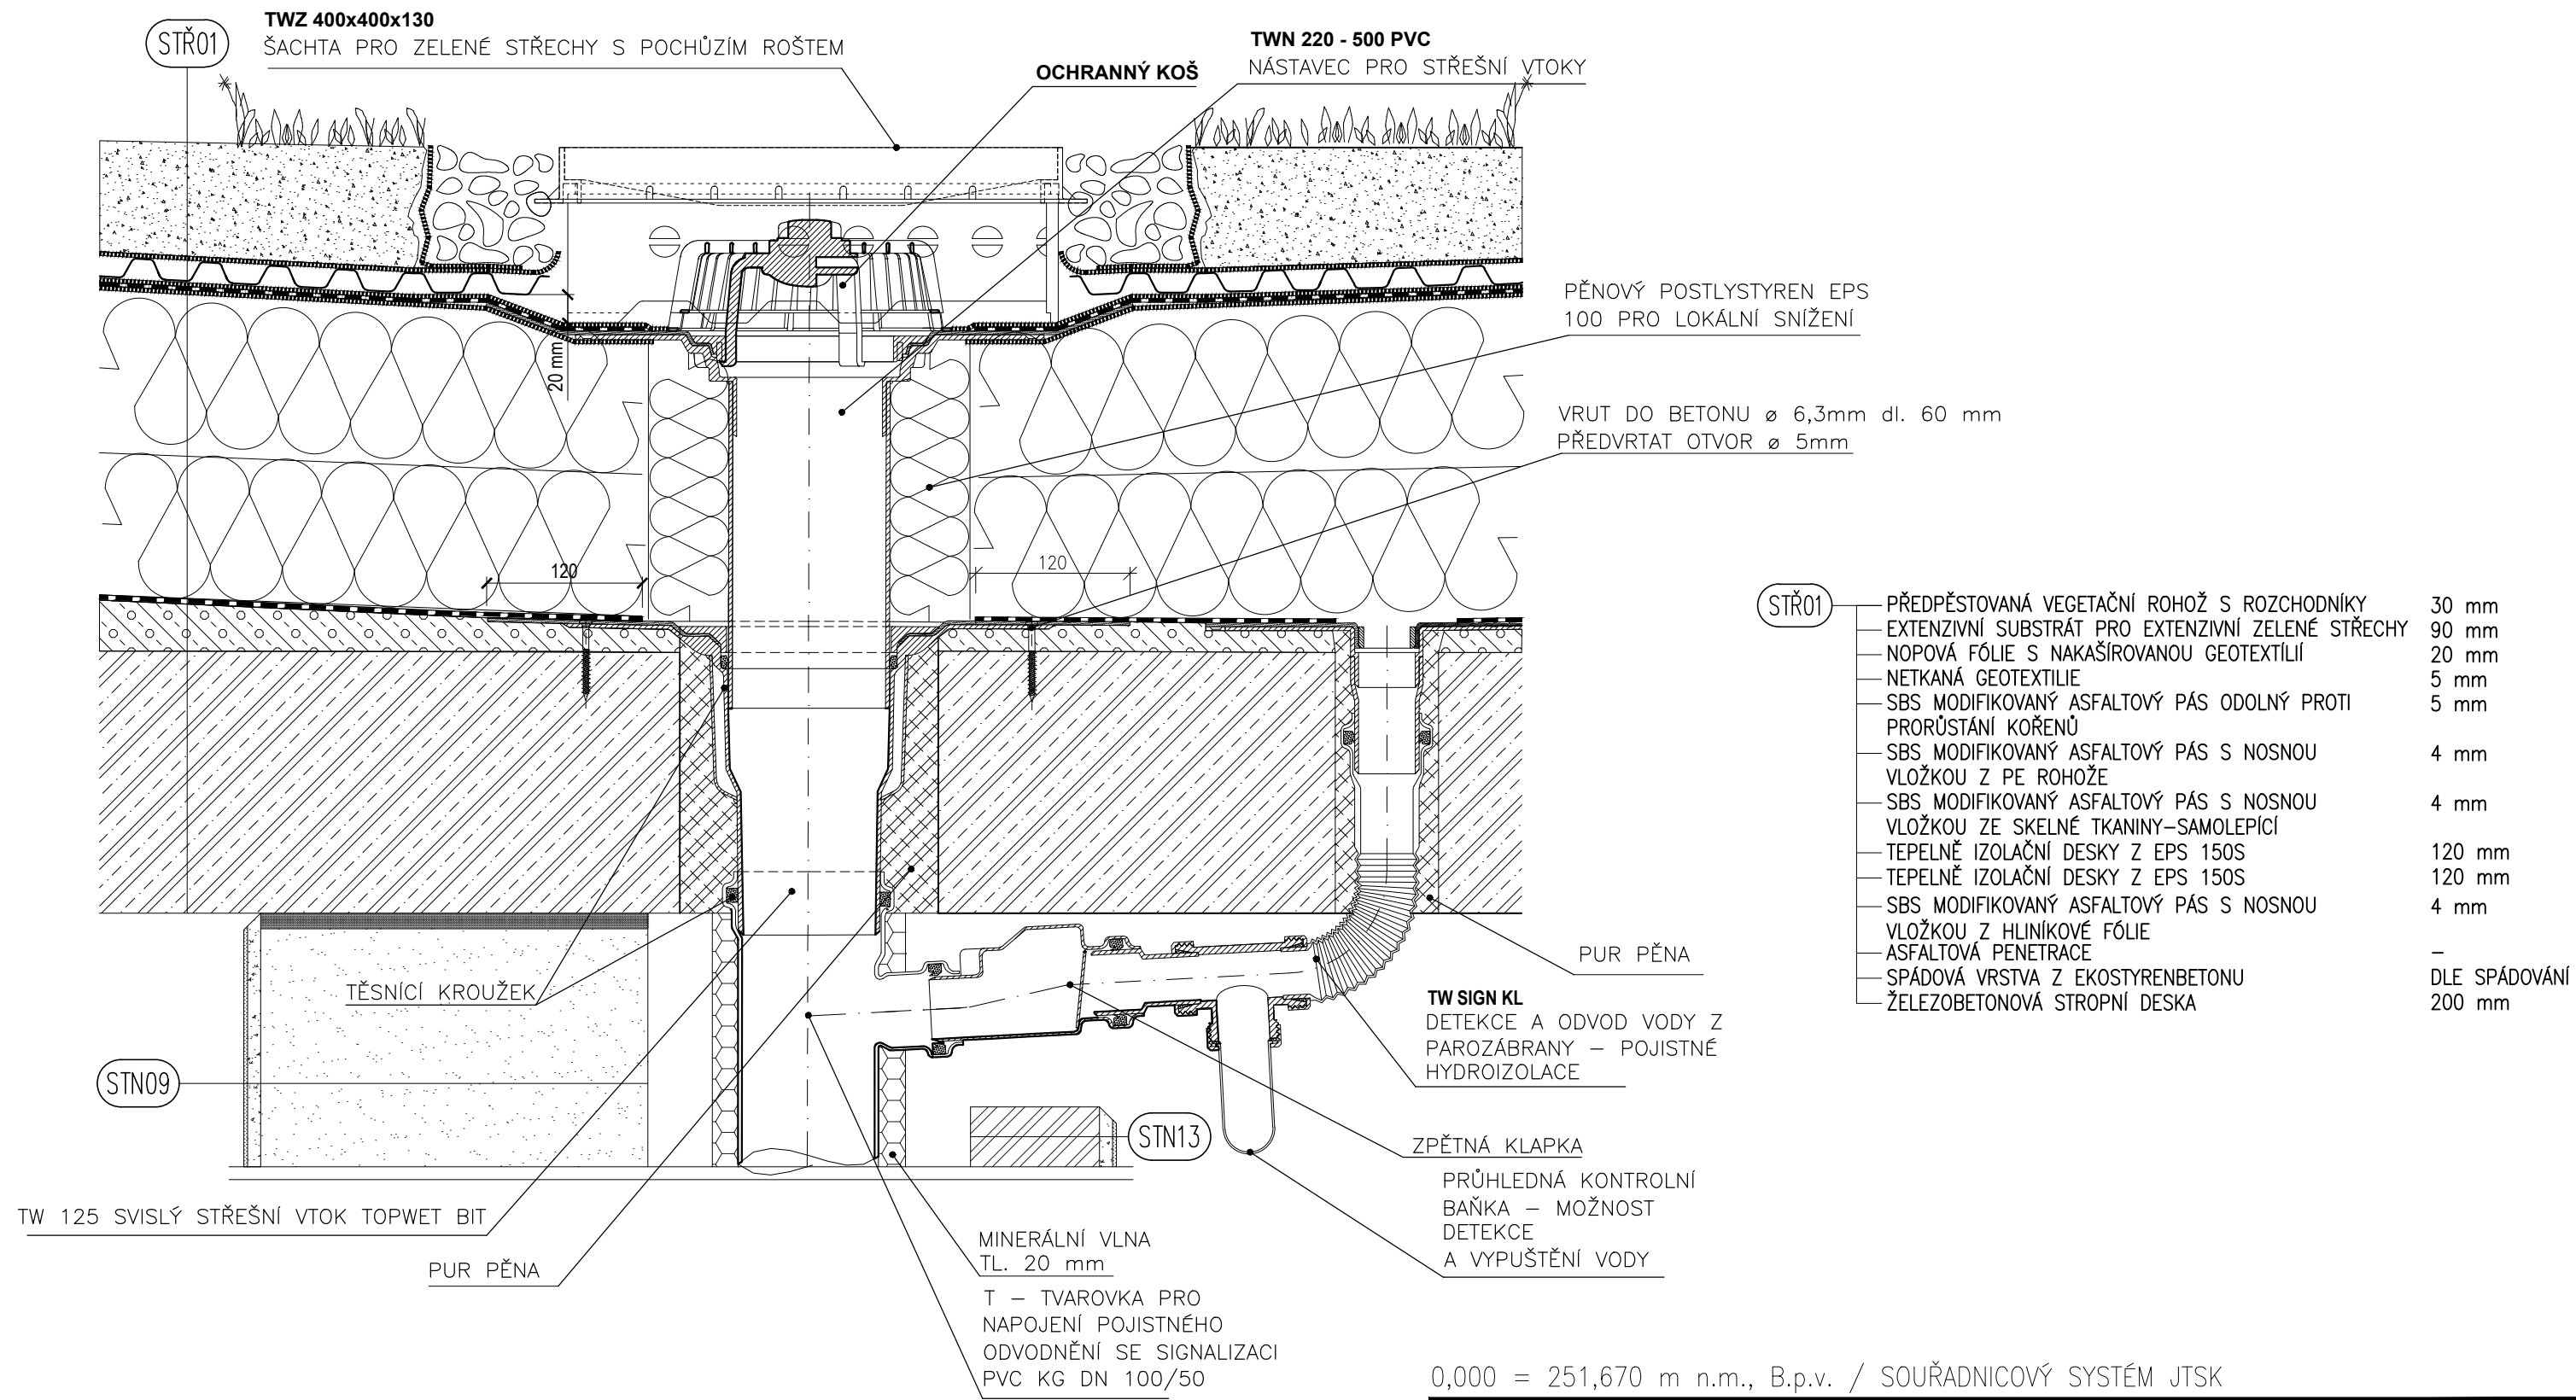 TWZ 400x400x130
STŘ01
ŠACHTA PRO ZELENÉ STŘECHY S POCHŮZÍM ROŠTEM
OCHRANNÝ KOŠ
TWN 220 - 500 PVC
NÁSTAVEC PRO STŘEŠNÍ VTOKY
PĚNOVÝ POSTLYSTYREN EPS
100 PRO LOKÁLNÍ SNÍŽENÍ
20 mm
VRUT DO BETONU ø 6,3mm dl. 60 mm
PŘEDVRTAT OTVOR ø 5mm
120
120
STŘ01
PŘEDPĚSTOVANÁ VEGETAČNÍ ROHOŽ S ROZCHODNÍKY 30 mm
EXTENZIVNÍ SUBSTRÁT PRO EXTENZIVNÍ ZELENÉ STŘECHY 90 mm
NOPOVÁ FÓLIE S NAKAŠÍROVANOU GEOTEXTÍLIÍ 20 mm
NETKANÁ GEOTEXTILIE 5 mm
SBS MODIFIKOVANÝ ASFALTOVÝ PÁS ODOLNÝ PROTI 5 mm
PRORŮSTÁNÍ KOŘENŮ
SBS MODIFIKOVANÝ ASFALTOVÝ PÁS S NOSNOU 4 mm
VLOŽKOU Z PE ROHOŽE
SBS MODIFIKOVANÝ ASFALTOVÝ PÁS S NOSNOU 4 mm
VLOŽKOU ZE SKELNÉ TKANINY-SAMOLEPÍCÍ
TEPELNĚ IZOLAČNÍ DESKY Z EPS 150S 120 mm
TEPELNĚ IZOLAČNÍ DESKY Z EPS 150S 120 mm
SBS MODIFIKOVANÝ ASFALTOVÝ PÁS S NOSNOU 4 mm
VLOŽKOU Z HLINÍKOVÉ FÓLIE
ASFALTOVÁ PENETRACE –
SPÁDOVÁ VRSTVA Z EKOSTYRENBETONU DLE SPÁDOVÁNÍ
ŽELEZOBETONOVÁ STROPNÍ DESKA 200 mm
PUR PĚNA
TĚSNÍCÍ KROUŽEK
TW SIGN KL
DETEKCE A ODVOD VODY Z
PAROZÁBRANY – POJISTNÉ
HYDROIZOLACE
STN09
STN13
ZPĚTNÁ KLAPKA
PRŮHLEDNÁ KONTROLNÍ
BAŇKA – MOŽNOST
DETEKCE
A VYPUŠTĚNÍ VODY
TW 125 SVISLÝ STŘEŠNÍ VTOK TOPWET BIT
PUR PĚNA
MINERÁLNÍ VLNA
TL. 20 mm
T – TVAROVKA PRO
NAPOJENÍ POJISTNÉHO
ODVODNĚNÍ SE SIGNALIZACI
PVC KG DN 100/50
0,000 = 251,670 m n.m., B.p.v. / SOUŘADNICOVÝ SYSTÉM JTSK